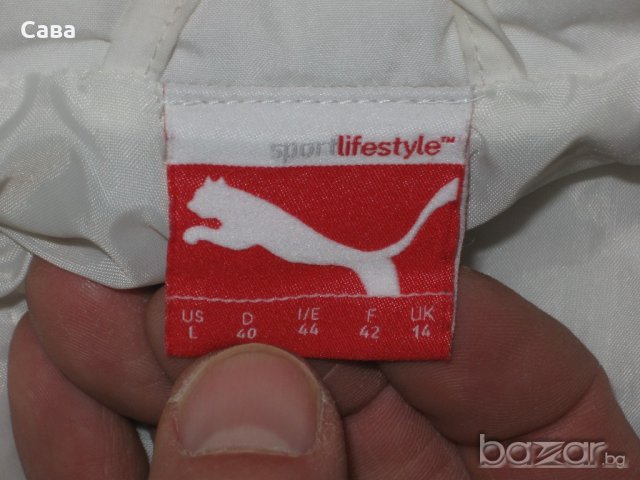 Сава
sportlifestyle™
US D I/E F UK
L 40 44 42 14
bazar.bg